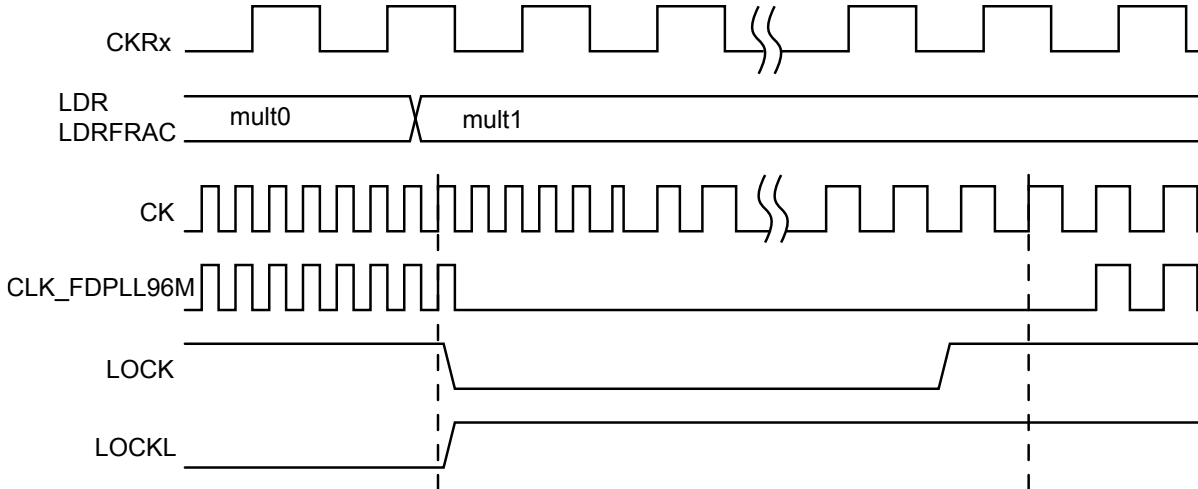 CKRx
LDR
LDRFRAC
mult0
mult1
CK
CLK_FDPLL96M
LOCK
LOCKL